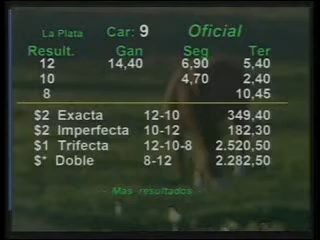 La Plata Car: 9 Oficial
Result. Gan Seg Ter
12 14,40 6,90 5,40
10 4,70 2,40
8 10,45
$2 Exacta 12-10 349,40
$2 Imperfecta 10-12 182,30
$1 Trifecta 12-10-8 2.520,50
$* Doble 8-12 2.282,50
- Mas resultados -